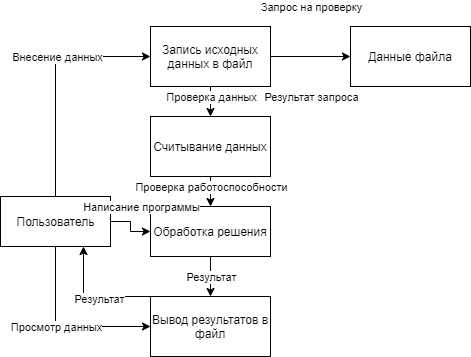 Запрос на проверку
Внесение данных
Запись исходных
данных в файл
Данные файла
Проверка данных
Результат запроса
Считывание данных
Проверка работоспособности
Написание программы
Пользователь
Обработка решения
Результат
Результат
Просмотр данных
Вывод результатов в
файл